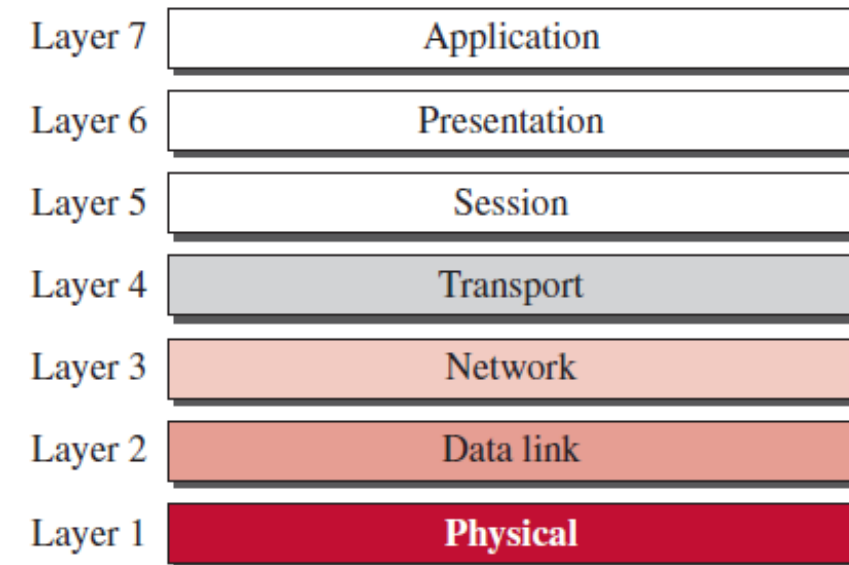 Layer 7 Application
Layer 6 Presentation
Layer 5 Session
Layer 4 Transport
Layer 3 Network
Layer 2 Data link
Layer 1 Physical